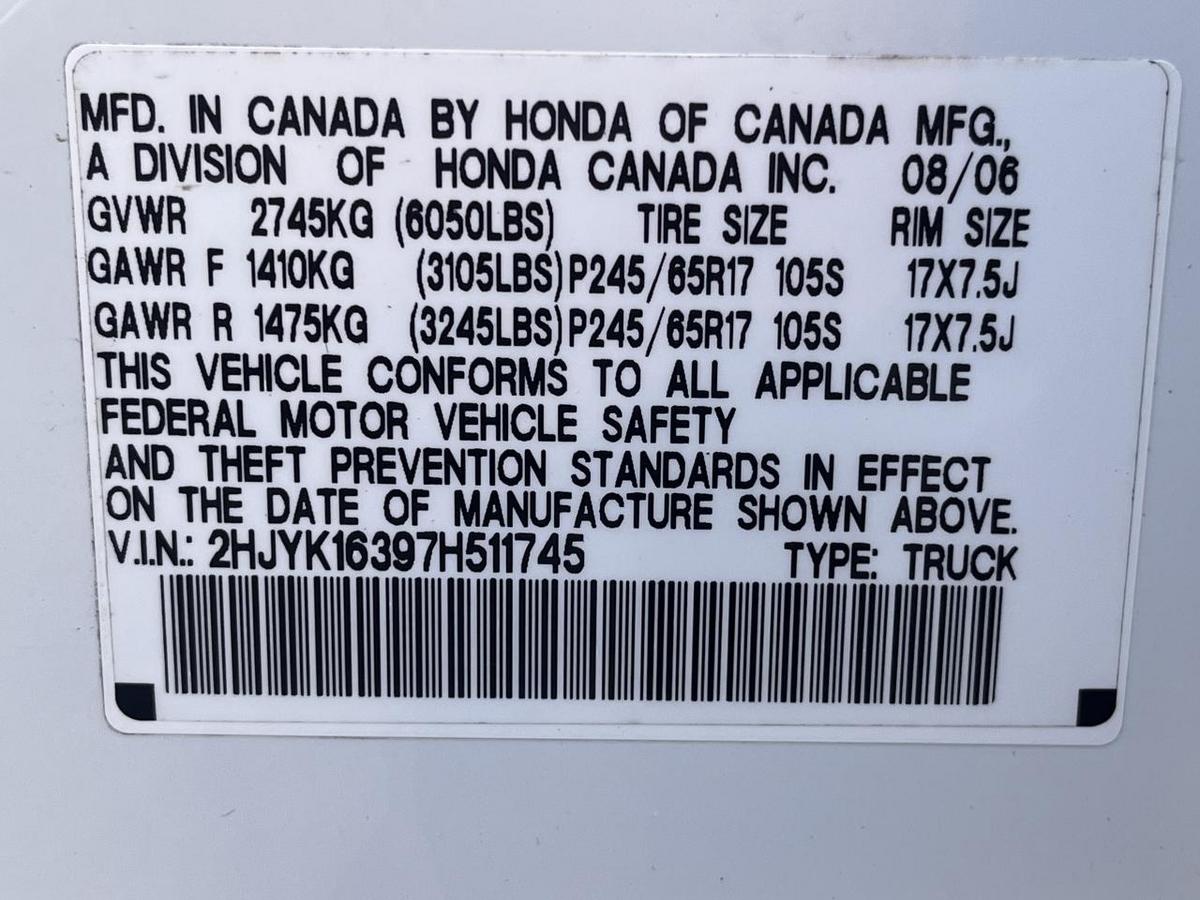 MFD. IN CANADA BY HONDA OF CANADA MFG.,
A DIVISION OF HONDA CANADA INC. 08/06
GVWR 2745KG (6050LBS) TIRE SIZE RIM SIZE
GAWR F 1410KG (3105LBS) P245/65R17 105S 17X7.5J
GAWR R 1475KG (3245LBS) P245/65R17 105S 17X7.5J
THIS VEHICLE CONFORMS TO ALL APPLICABLE
FEDERAL MOTOR VEHICLE SAFETY
AND THEFT PREVENTION STANDARDS IN EFFECT
ON THE DATE OF MANUFACTURE SHOWN ABOVE.
V.I.N.: 2HJYK16397H511745 TYPE: TRUCK